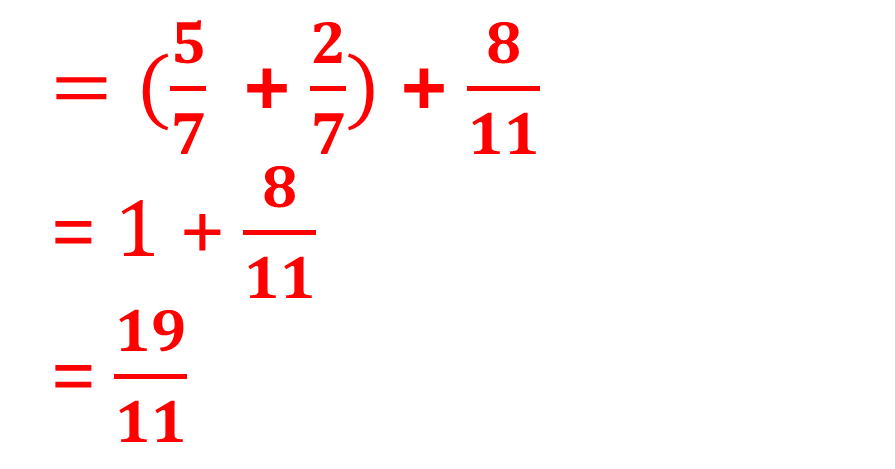 = (5/7 + 2/7) + 8/11
= 1 + 8/11
= 19/11